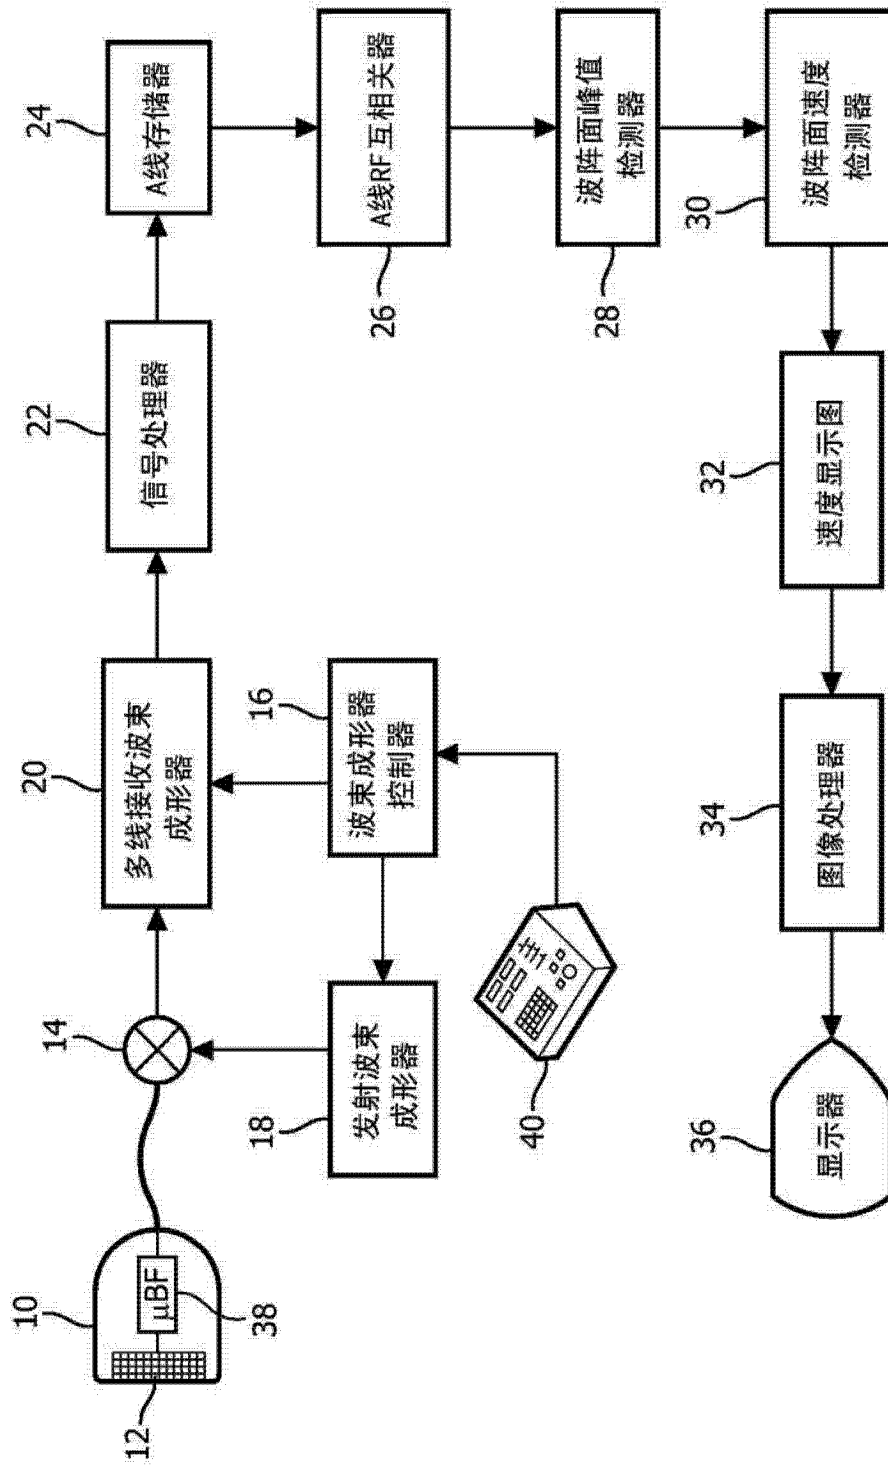 10
12
μBF
38
14
18
发射波束
成形器
20
多线接收波束
成形器
16
波束成形器
控制器
40
22
信号处理器
24
A线存储器
A线RF互相关器
26
波阵面峰值
检测器
28
30
波阵面速度
检测器
32
速度显示图
34
图像处理器
36
显示器